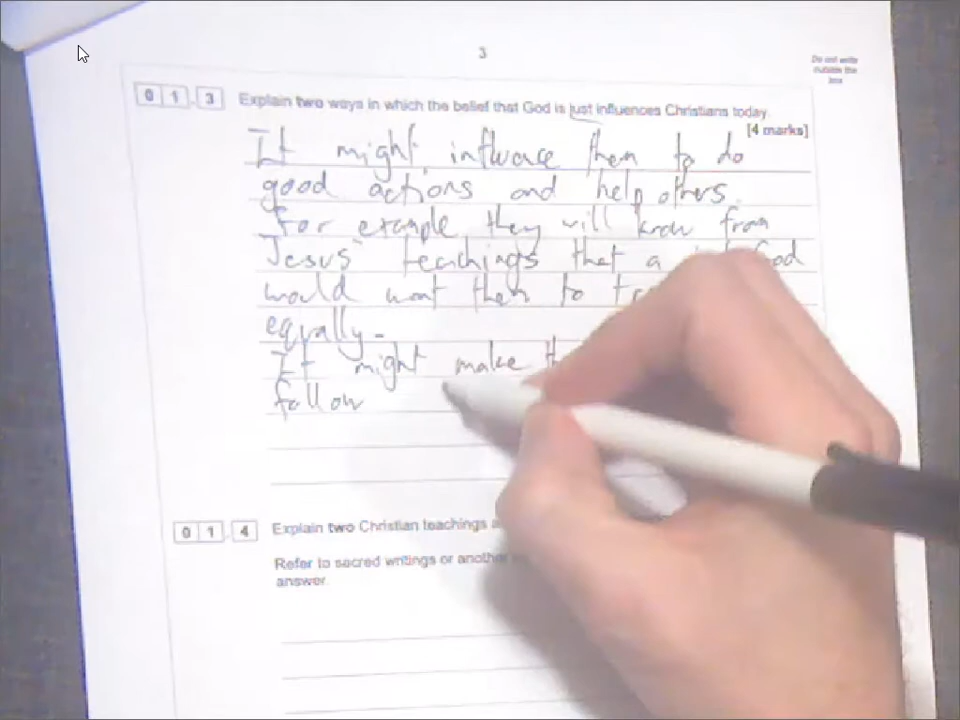 3
Do not write
outside the
box
0 1 . 3 Explain two ways in which the belief that God is just influences Christians today.
[4 marks]
It might influence them to do
good actions and help others.
For example they will know from
Jesus' teachings that a God
would want them to
equally.
It might make
follow
0 1 . 4 Explain two Christian teachings
Refer to sacred writings or another
answer.